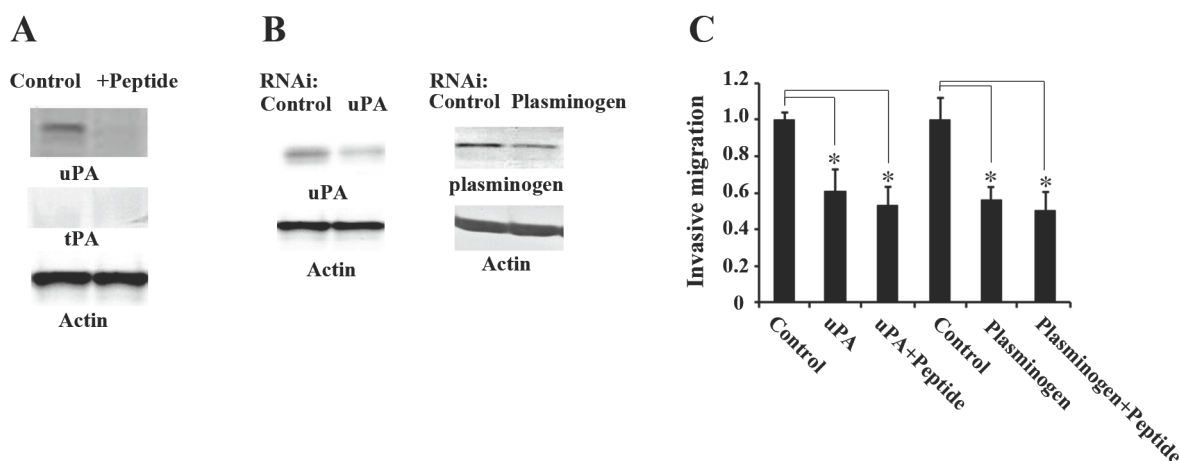 A
Control +Peptide
uPA
tPA
Actin
B
RNAi:
Control uPA
uPA
Actin
RNAi:
Control Plasminogen
plasminogen
Actin
C
Invasive migration
1.2
1.0
0.8
0.6
0.4
0.2
0
*
*
*
*
Control
uPA
uPA+Peptide
Control
Plasminogen
Plasminogen+Peptide